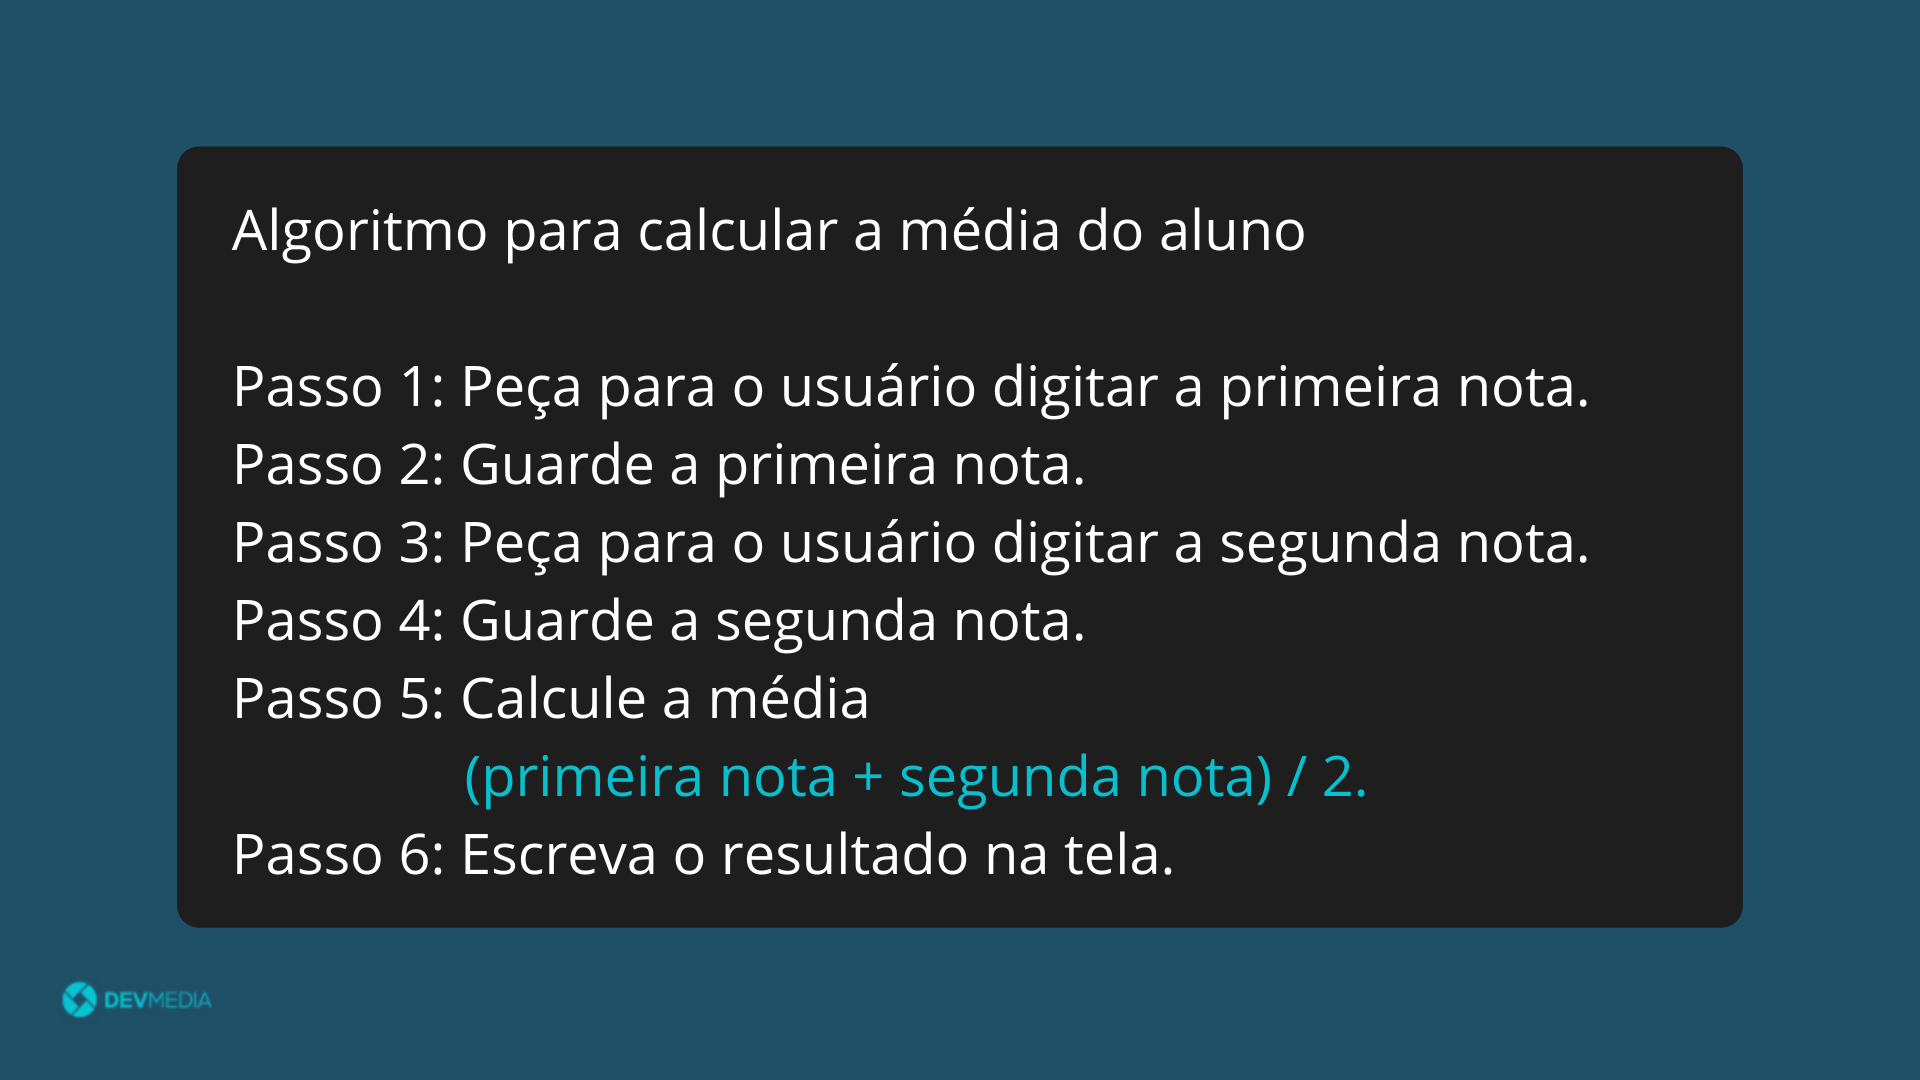 Algoritmo para calcular a média do aluno
Passo 1: Peça para o usuário digitar a primeira nota.
Passo 2: Guarde a primeira nota.
Passo 3: Peça para o usuário digitar a segunda nota.
Passo 4: Guarde a segunda nota.
Passo 5: Calcule a média
(primeira nota + segunda nota) / 2.
Passo 6: Escreva o resultado na tela.
DEVMEDIA